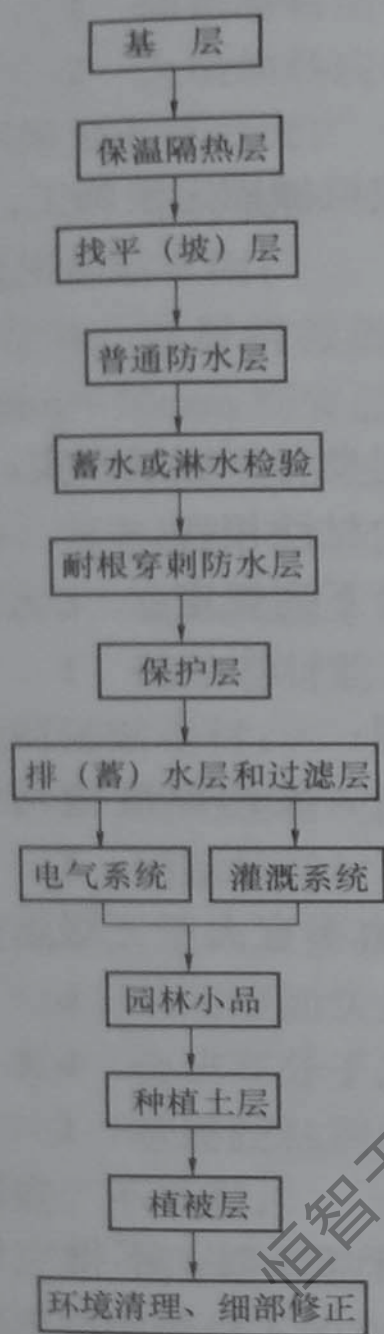 基 层
保温隔热层
找平（坡）层
普通防水层
蓄水或淋水检验
耐根穿刺防水层
保护层
排（蓄）水层和过滤层
电气系统 灌溉系统
园林小品
种植土层
植被层
环境清理、细部修正
恒智天